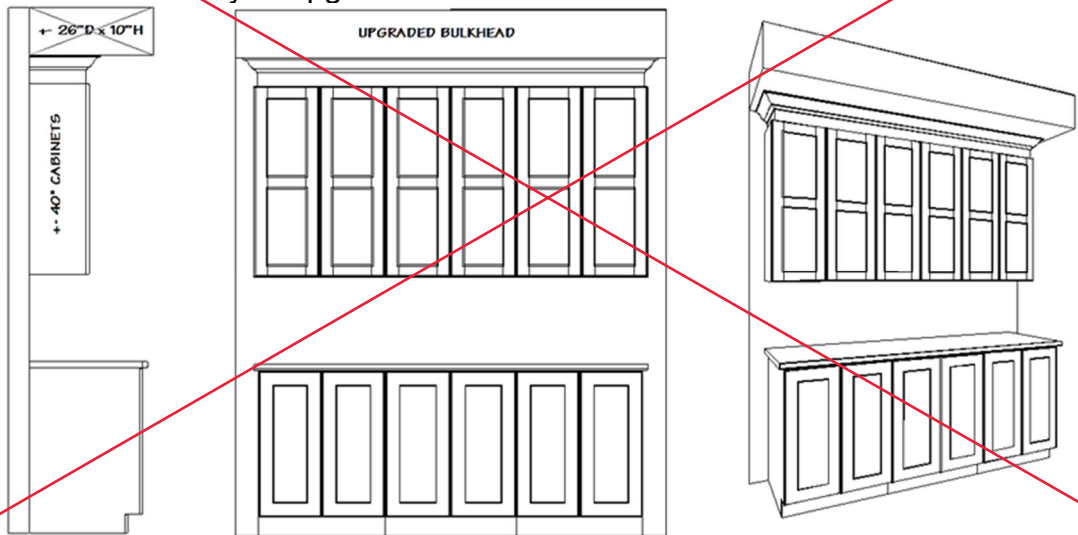 +- 26"D x 10"H
UPGRADED BULKHEAD
+- 40" CABINETS